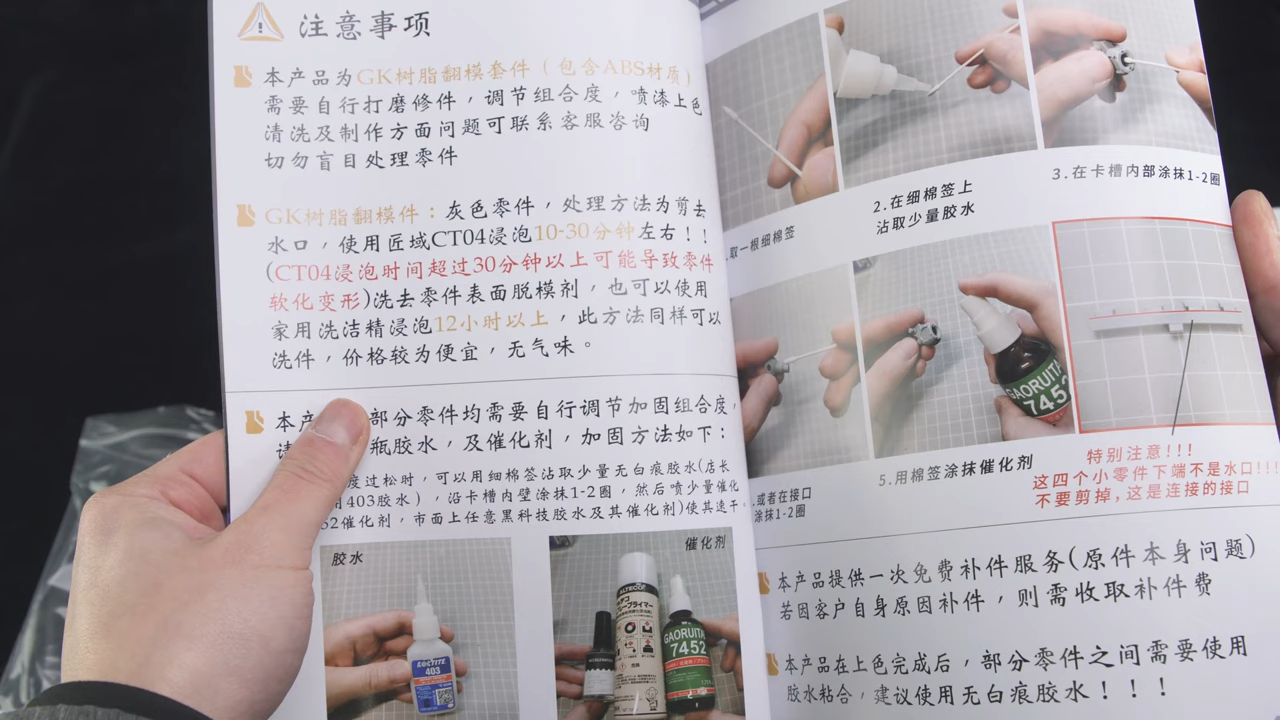 注意事项
本产品为GK树脂翻模套件（包含ABS材质）
需要自行打磨修件，调节组合度，喷漆上色
清洗及制作方面问题可联系客服咨询
切勿盲目处理零件
GK树脂翻模件：灰色零件，处理方法为剪去
水口，使用匠域CT04浸泡10-30分钟左右！！
(CT04浸泡时间超过30分钟以上可能导致零件
软化变形)洗去零件表面脱模剂，也可以使用
家用洗洁精浸泡12小时以上，此方法同样可以
洗件，价格较为便宜，无气味。
本产 部分零件均需要自行调节加固组合度，
瓶胶水，及催化剂，加固方法如下：
度过松时，可以用细棉签沾取少量无白痕胶水(店长
用403胶水)，沿卡槽内壁涂抹1-2圈，然后喷少量催化
52催化剂，市面上任意黑科技胶水及其催化剂)使其速干。
胶水
LOCTITE
403
催化剂
ALTECO
GAORUITA
7452
取一根细棉签
2.在细棉签上
沾取少量胶水
3.在卡槽内部涂抹1-2圈
或者在接口
涂抹1-2圈
5.用棉签涂抹催化剂
GAORUITA
745
特别注意!!!
这四个小零件下端不是水口!!!
不要剪掉,这是连接的接口
本产品提供一次免费补件服务(原件本身问题)
若因客户自身原因补件，则需收取补件费
本产品在上色完成后，部分零件之间需要使用
胶水粘合 建议使用无白痕胶水！！！